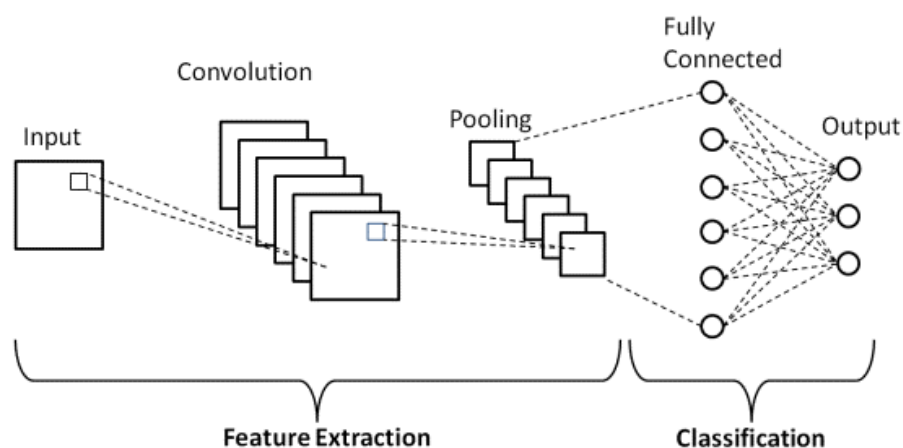 Input
Convolution
Pooling
Fully
Connected
Output
Feature Extraction
Classification